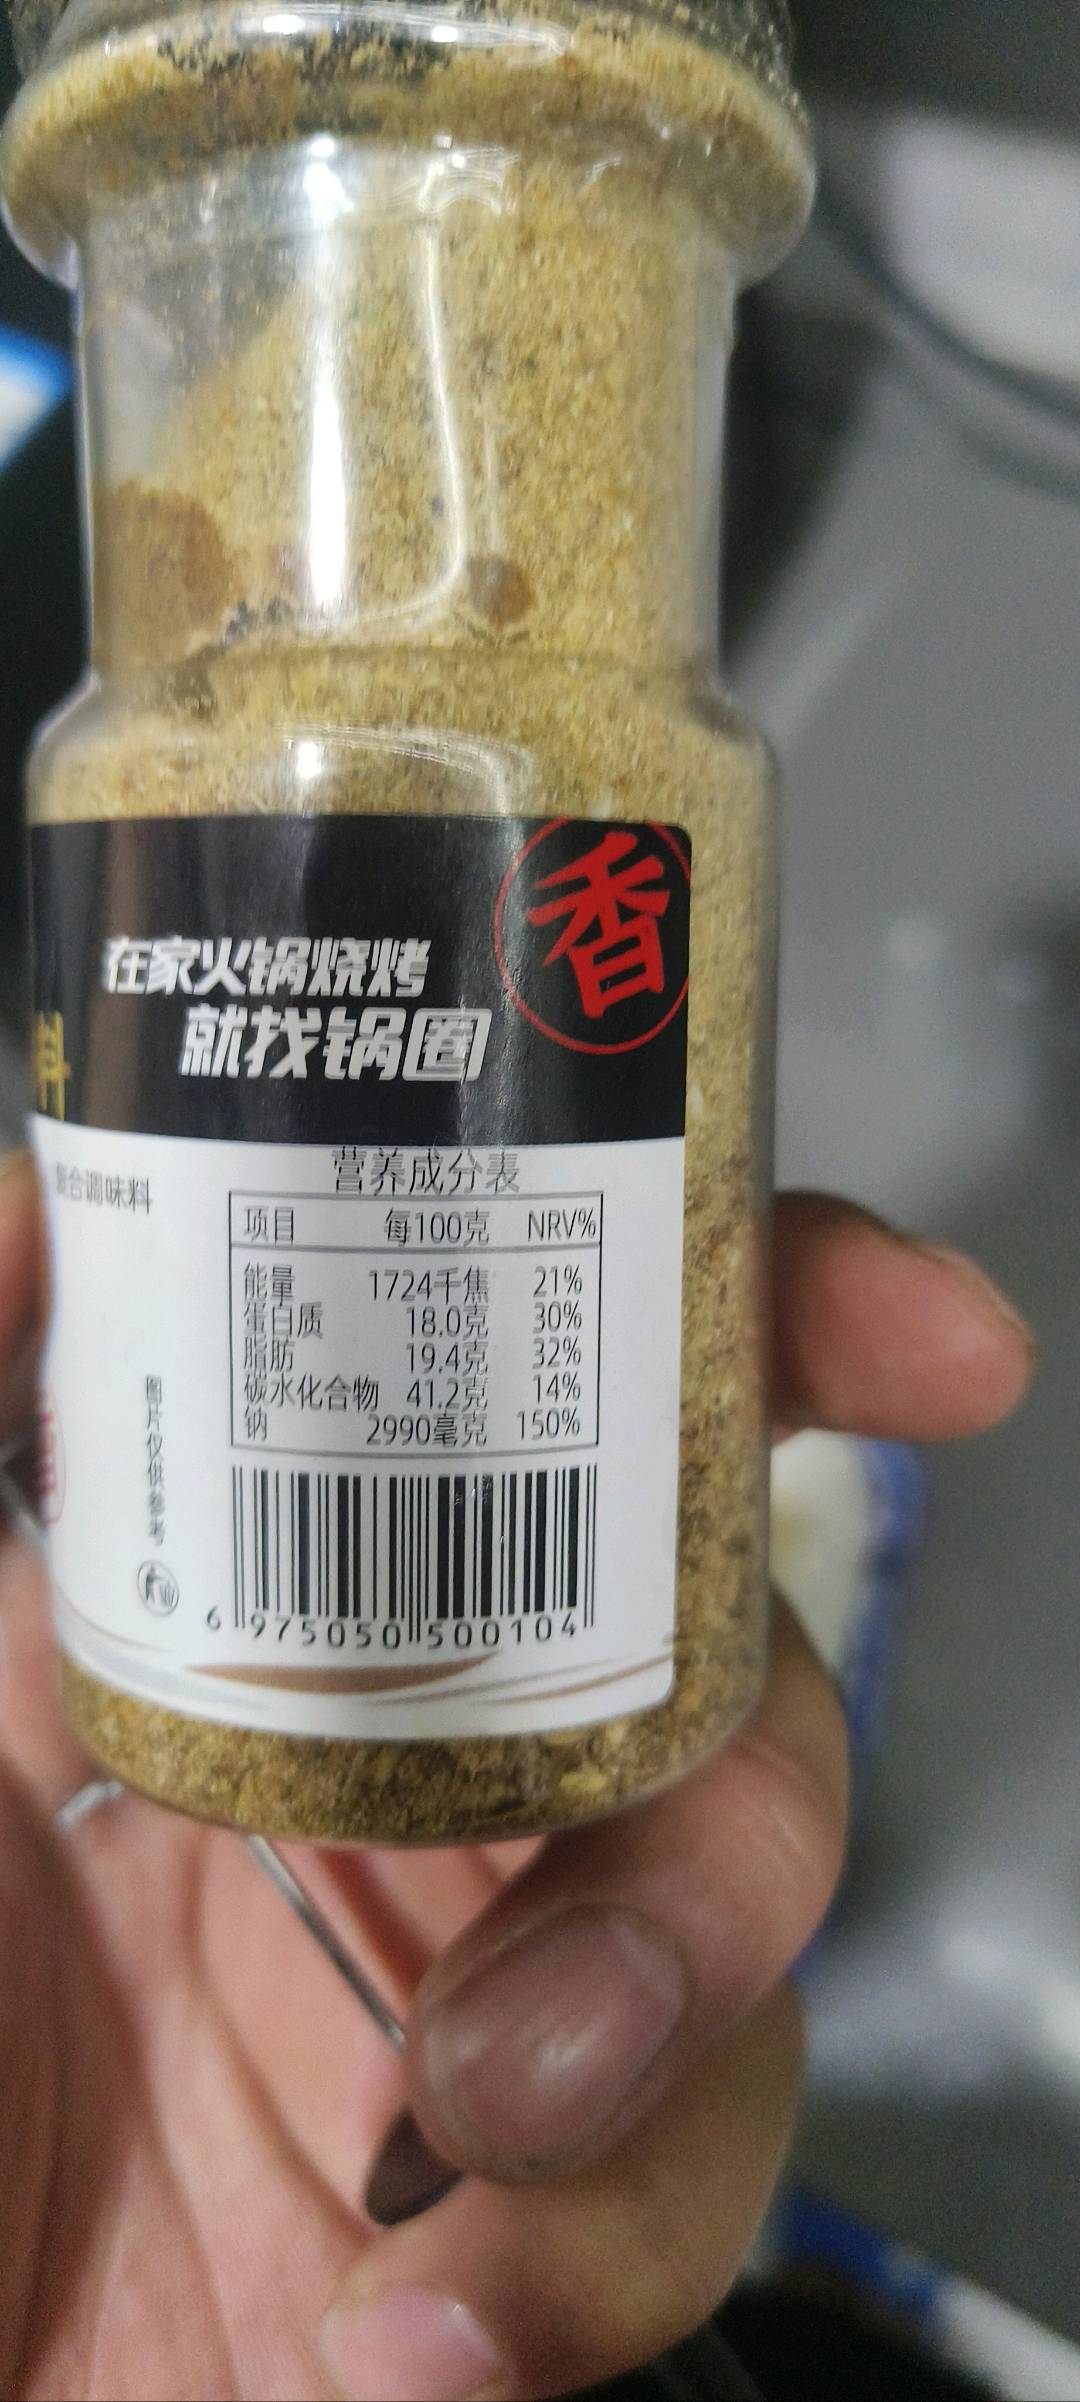 香
在家火锅烧烤
就找锅圈
料
复合调味料
营养成分表
项目 每100克 NRV%
能量 1724千焦 21%
蛋白质 18.0克 30%
脂肪 19.4克 32%
碳水化合物 41.2克 14%
钠 2990毫克 150%
图片仅供参考
6 975050 500104